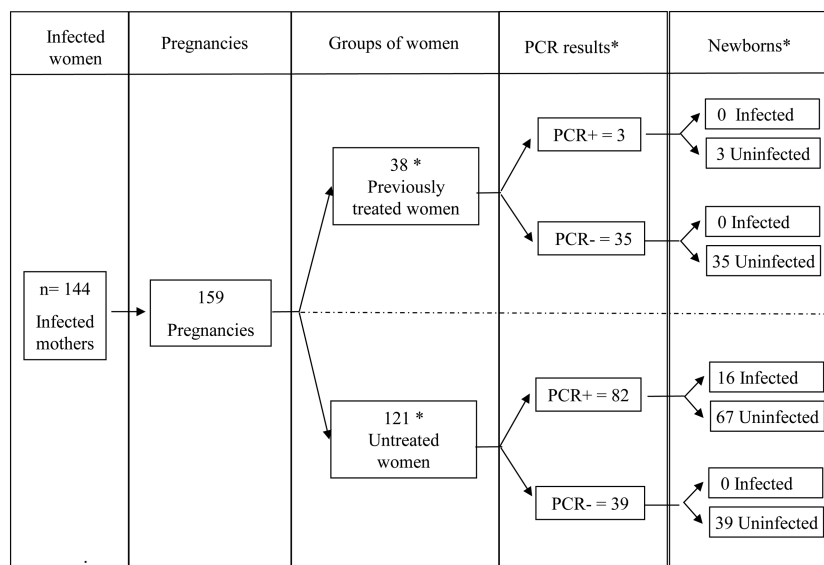 Infected
women
Pregnancies
Groups of women
PCR results*
Newborns*
n= 144
Infected
mothers
159
Pregnancies
38 *
Previously
treated women
PCR+ = 3
0 Infected
3 Uninfected
PCR- = 35
0 Infected
35 Uninfected
121 *
Untreated
women
PCR+ = 82
16 Infected
67 Uninfected
PCR- = 39
0 Infected
39 Uninfected